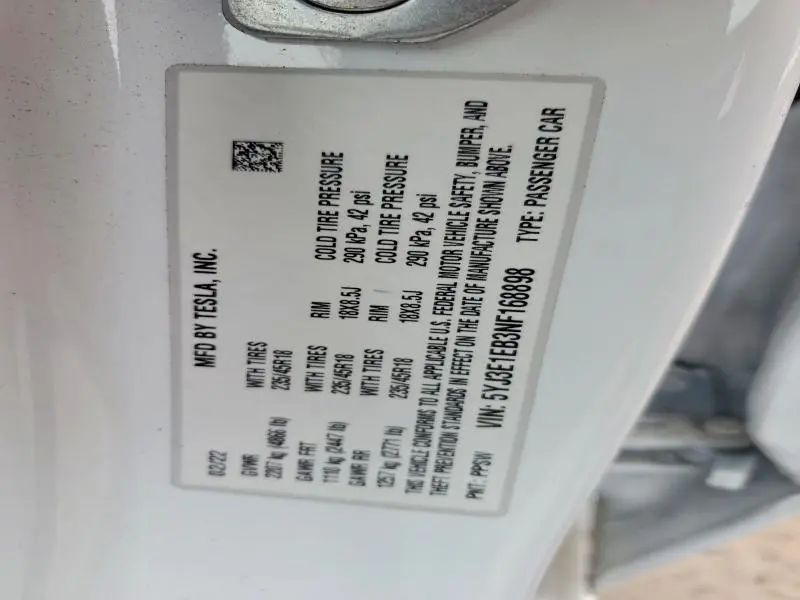 MFD BY TESLA, INC.
02/22
GVWR WITH TIRES
2207 kg (4866 lb) 235/45R18
GAWR FRT WITH TIRES RIM COLD TIRE PRESSURE
1110 kg (2447 lb) 235/45R18 18X8.5J 290 kPa, 42 psi
GAWR RR WITH TIRES RIM COLD TIRE PRESSURE
1257 kg (2771 lb) 235/45R18 18X8.5J 290 kPa, 42 psi
THIS VEHICLE CONFORMS TO ALL APPLICABLE U.S. FEDERAL MOTOR VEHICLE SAFETY, BUMPER, AND
THEFT PREVENTION STANDARDS IN EFFECT ON THE DATE OF MANUFACTURE SHOWN ABOVE.
PNT: PPSW VIN: 5YJ3E1EB3NF168898 TYPE: PASSENGER CAR